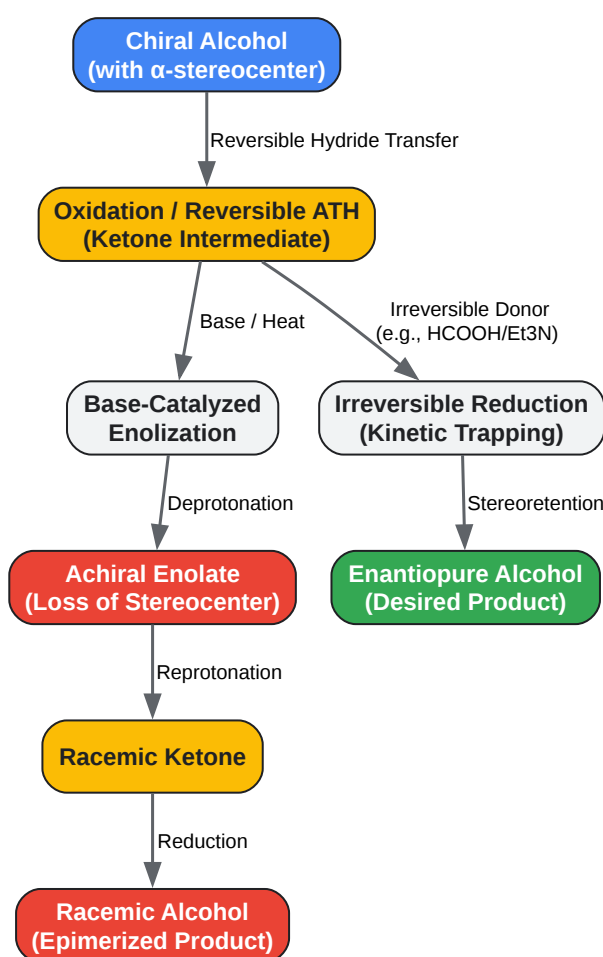 Chiral Alcohol
(with α-stereocenter)
Reversible Hydride Transfer
Oxidation / Reversible ATH
(Ketone Intermediate)
Base / Heat
Irreversible Donor
(e.g., HCOOH/Et3N)
Base-Catalyzed
Enolization
Irreversible Reduction
(Kinetic Trapping)
Deprotonation
Stereoretention
Achiral Enolate
(Loss of Stereocenter)
Enantiopure Alcohol
(Desired Product)
Reprotonation
Racemic Ketone
Reduction
Racemic Alcohol
(Epimerized Product)